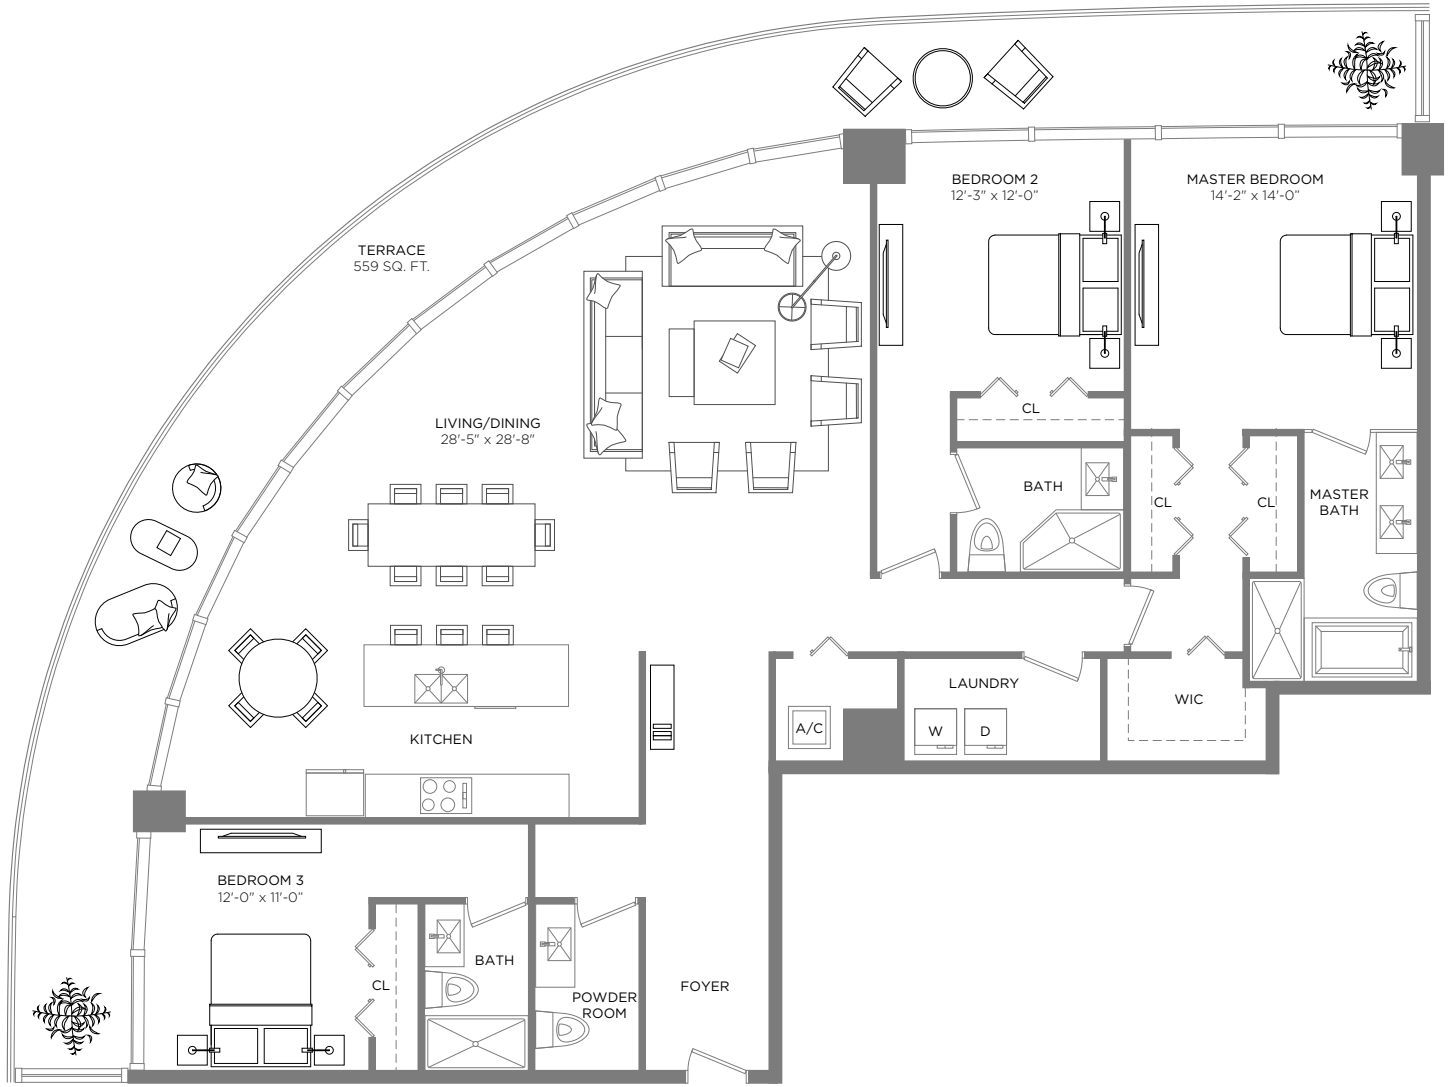 BEDROOM 2
12'-3" x 12'-0"
MASTER BEDROOM
14'-2" x 14'-0"
TERRACE
559 SQ. FT.
LIVING/DINING
28'-5" x 28'-8"
CL
BATH
CL
CL
MASTER
BATH
LAUNDRY
WIC
A/C
W
D
KITCHEN
BEDROOM 3
12'-0" x 11'-0"
BATH
CL
POWDER
ROOM
FOYER